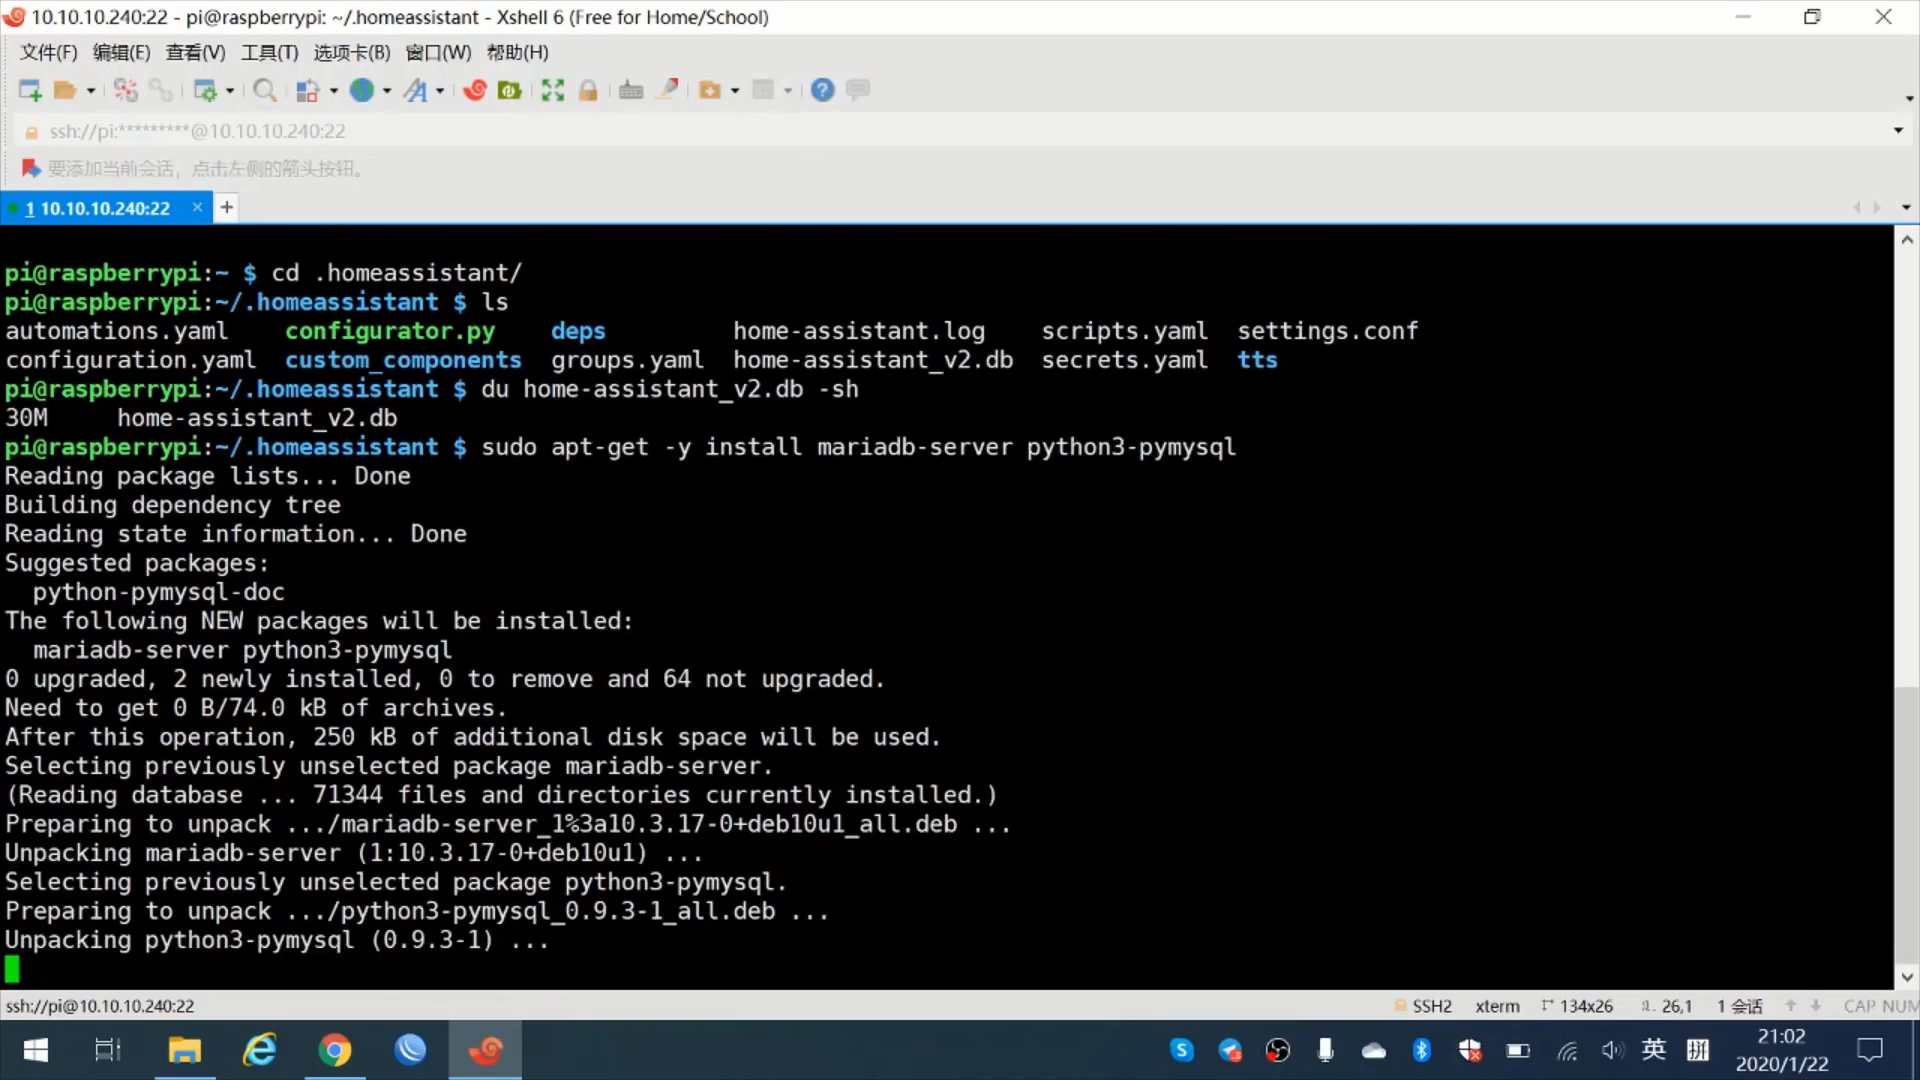 10.10.10.240:22 - pi@raspberrypi: ~/.homeassistant - Xshell 6 (Free for Home/School)
文件(F) 编辑(E) 查看(V) 工具(T) 选项卡(B) 窗口(W) 帮助(H)
ssh://pi:*********@10.10.10.240:22
要添加当前会话，点击左侧的箭头按钮。
1 10.10.10.240:22
pi@raspberrypi:~ $ cd .homeassistant/
pi@raspberrypi:~/.homeassistant $ ls
automations.yaml configurator.py deps home-assistant.log scripts.yaml settings.conf
configuration.yaml custom_components groups.yaml home-assistant_v2.db secrets.yaml tts
pi@raspberrypi:~/.homeassistant $ du home-assistant_v2.db -sh
30M home-assistant_v2.db
pi@raspberrypi:~/.homeassistant $ sudo apt-get -y install mariadb-server python3-pymysql
Reading package lists... Done
Building dependency tree
Reading state information... Done
Suggested packages:
python-pymysql-doc
The following NEW packages will be installed:
mariadb-server python3-pymysql
0 upgraded, 2 newly installed, 0 to remove and 64 not upgraded.
Need to get 0 B/74.0 kB of archives.
After this operation, 250 kB of additional disk space will be used.
Selecting previously unselected package mariadb-server.
(Reading database ... 71344 files and directories currently installed.)
Preparing to unpack .../mariadb-server_1%3a10.3.17-0+deb10u1_all.deb ...
Unpacking mariadb-server (1:10.3.17-0+deb10u1) ...
Selecting previously unselected package python3-pymysql.
Preparing to unpack .../python3-pymysql_0.9.3-1_all.deb ...
Unpacking python3-pymysql (0.9.3-1) ...
ssh://pi@10.10.10.240:22 SSH2 xterm 134x26 26,1 1 会话 CAP NUM
英 拼 21:02
2020/1/22